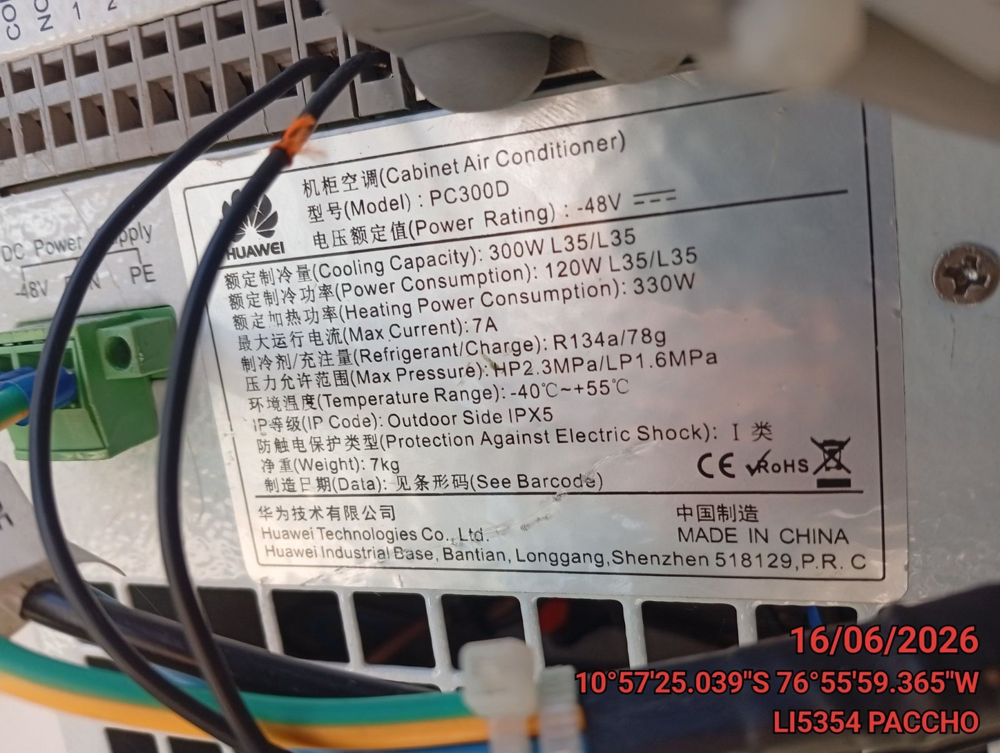 1 2
DC Power
-48V PE
HUAWEI
机柜空调(Cabinet Air Conditioner)
型号(Model) : PC300D
电压额定值(Power Rating) : -48V
额定制冷量(Cooling Capacity): 300W L35/L35
额定制冷功率(Power Consumption): 120W L35/L35
额定加热功率(Heating Power Consumption): 330W
最大运行电流(Max Current): 7A
制冷剂/充注量(Refrigerant/Charge): R134a/78g
压力允许范围(Max Pressure): HP2.3MPa/LP1.6MPa
环境温度(Temperature Range): -40℃~+55℃
IP等级(IP Code): Outdoor Side IPX5
防触电保护类型(Protection Against Electric Shock): I 类
净重(Weight): 7kg
制造日期(Data): 见条形码(See Barcode)
CE RoHS
华为技术有限公司
Huawei Technologies Co., Ltd.
Huawei Industrial Base, Bantian, Longgang,Shenzhen 518129,P.R. C
中国制造
MADE IN CHINA
16/06/2026
10°57'25.039"S 76°55'59.365"W
LI5354 PACCHO